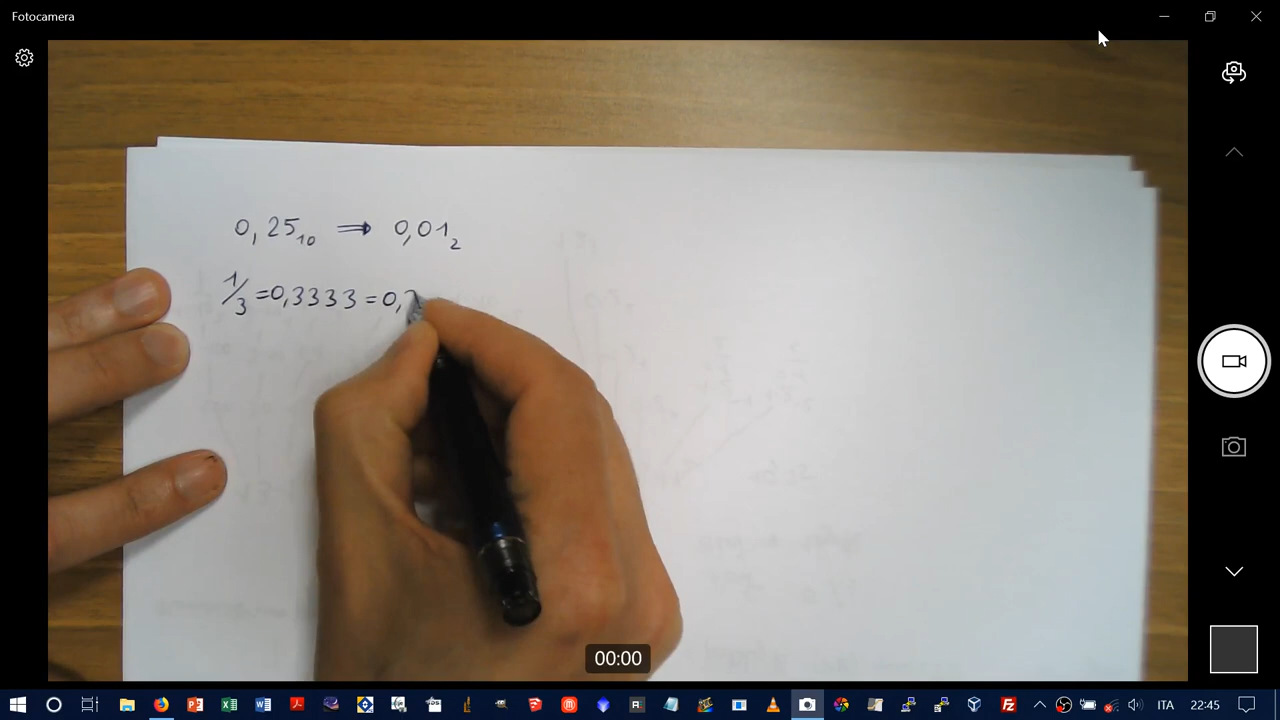 Fotocamera
0,25₁₀ ⟹ 0,01₂
1/3=0,3333=0,
00:00
ITA
22:45